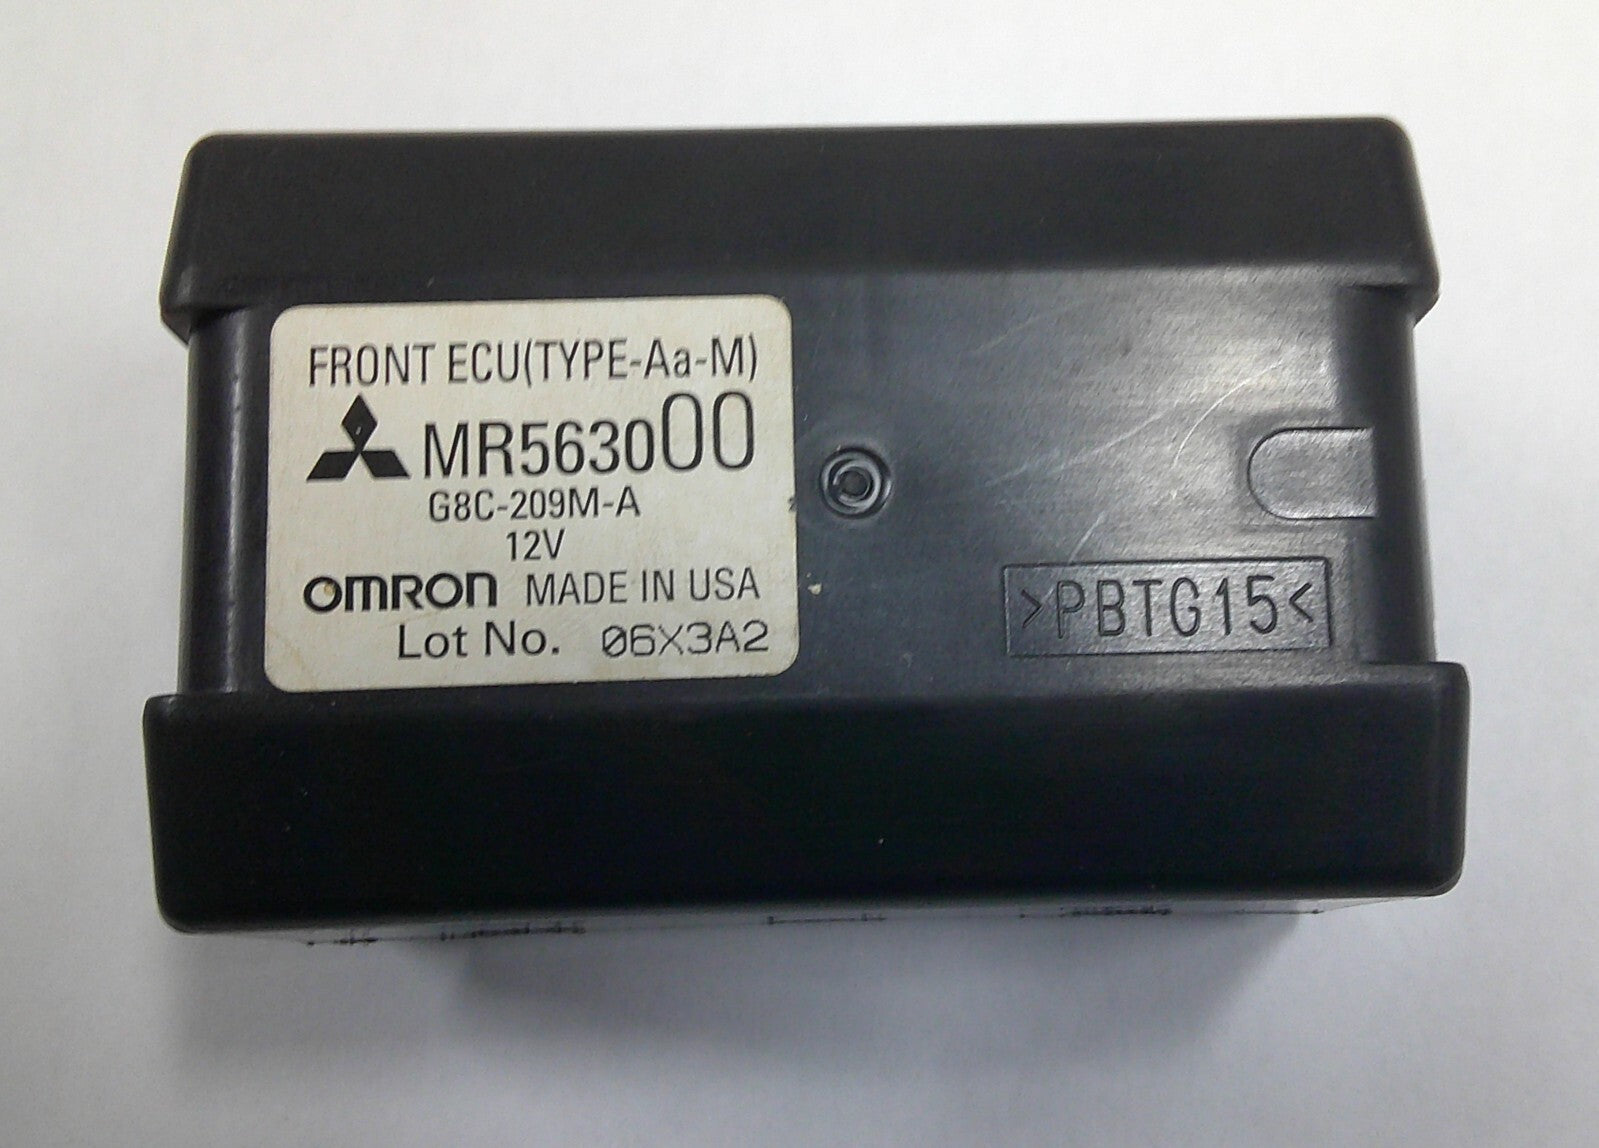 FRONT ECU(TYPE-Aa-M)
MR563000
G8C-209M-A
12V
OMRON MADE IN USA
Lot No. 06X3A2
>PBTG15<